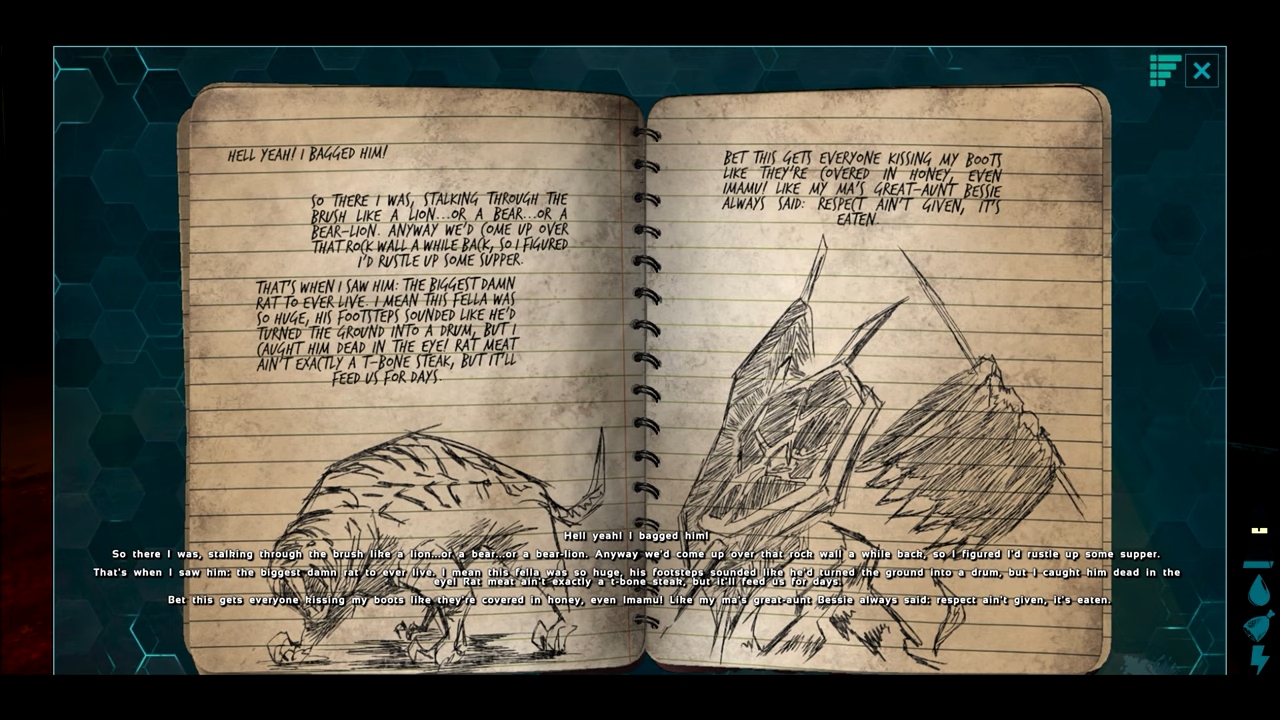 HELL YEAH! I BAGGED HIM!
SO THERE I WAS, STALKING THROUGH THE
BRUSH LIKE A LION...OR A BEAR...OR A
BEAR-LION. ANYWAY WE'D COME UP OVER
THAT ROCK WALL A WHILE BACK, SO I FIGURED
I'D RUSTLE UP SOME SUPPER.
THAT'S WHEN I SAW HIM: THE BIGGEST DAMN
RAT TO EVER LIVE. I MEAN THIS FELLA WAS
SO HUGE, HIS FOOTSTEPS SOUNDED LIKE HE'D
TURNED THE GROUND INTO A DRUM, BUT I
CAUGHT HIM DEAD IN THE EYE! RAT MEAT
AIN'T EXACTLY A T-BONE STEAK, BUT IT'LL
FEED US FOR DAYS.
BET THIS GETS EVERYONE KISSING MY BOOTS
LIKE THEY'RE COVERED IN HONEY, EVEN
IMAMU! LIKE MY MA'S GREAT-AUNT BESSIE
ALWAYS SAID: RESPECT AIN'T GIVEN, IT'S
EATEN.
Hell yeah! I bagged him!
So there I was, stalking through the brush like a lion...or a bear...or a bear-lion. Anyway we'd come up over that rock wall a while back, so I figured I'd rustle up some supper.
That's when I saw him: the biggest damn rat to ever live. I mean this fella was so huge, his footsteps sounded like he'd turned the ground into a drum, but I caught him dead in the
eye! Rat meat ain't exactly a t-bone steak, but it'll feed us for days.
Bet this gets everyone kissing my boots like they're covered in honey, even Imamu! Like my ma's great-aunt Bessie always said: respect ain't given, it's eaten.